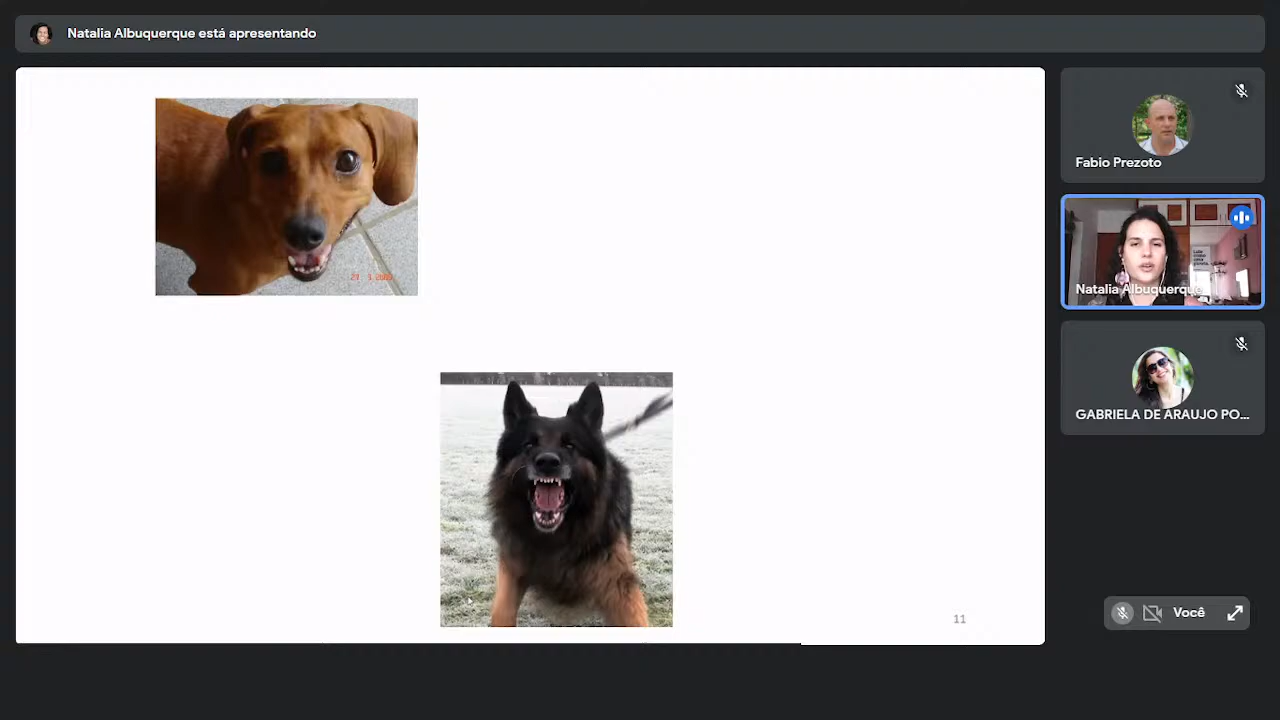 Natalia Albuquerque está apresentando
Fabio Prezoto
Natalia Albuquerque
GABRIELA DE ARAUJO PO...
Você
11